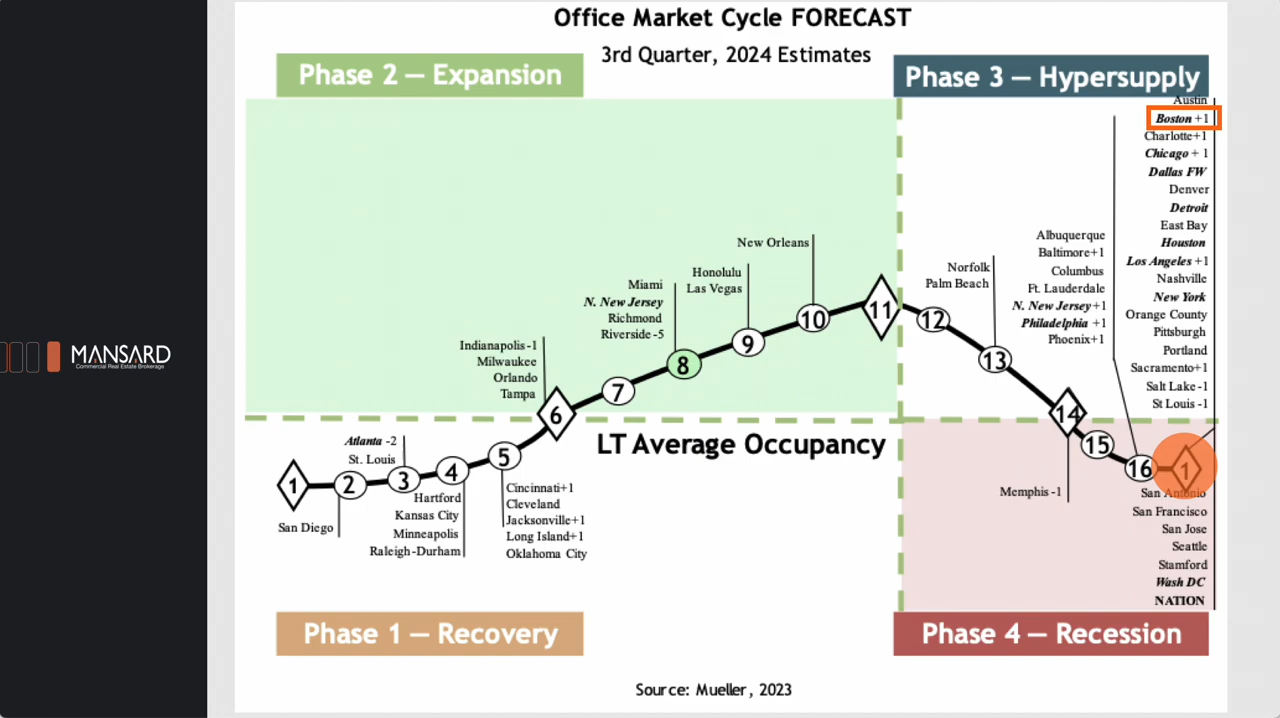 Office Market Cycle FORECAST
3rd Quarter, 2024 Estimates
Phase 2 — Expansion
Phase 3 — Hypersupply
Austin
Boston +1
Charlotte+1
Chicago + 1
Dallas FW
Denver
Detroit
East Bay
Houston
Los Angeles +1
Nashville
New York
Orange County
Pittsburgh
Portland
Sacramento+1
Salt Lake -1
St Louis -1
Albuquerque
Baltimore+1
Columbus
Ft. Lauderdale
N. New Jersey+1
Philadelphia +1
Phoenix+1
Norfolk
Palm Beach
New Orleans
Honolulu
Las Vegas
Miami
N. New Jersey
Richmond
Riverside -5
Indianapolis -1
Milwaukee
Orlando
Tampa
MANSARD
Commercial Real Estate Brokerage
11
10
12
9
13
8
7
6
14
LT Average Occupancy
Atlanta -2
St. Louis
1
2
3
4
5
15
16
1
San Diego
Hartford
Kansas City
Minneapolis
Raleigh-Durham
Cincinnati+1
Cleveland
Jacksonville+1
Long Island+1
Oklahoma City
Memphis -1
San Antonio
San Francisco
San Jose
Seattle
Stamford
Wash DC
NATION
Phase 1 — Recovery
Phase 4 — Recession
Source: Mueller, 2023